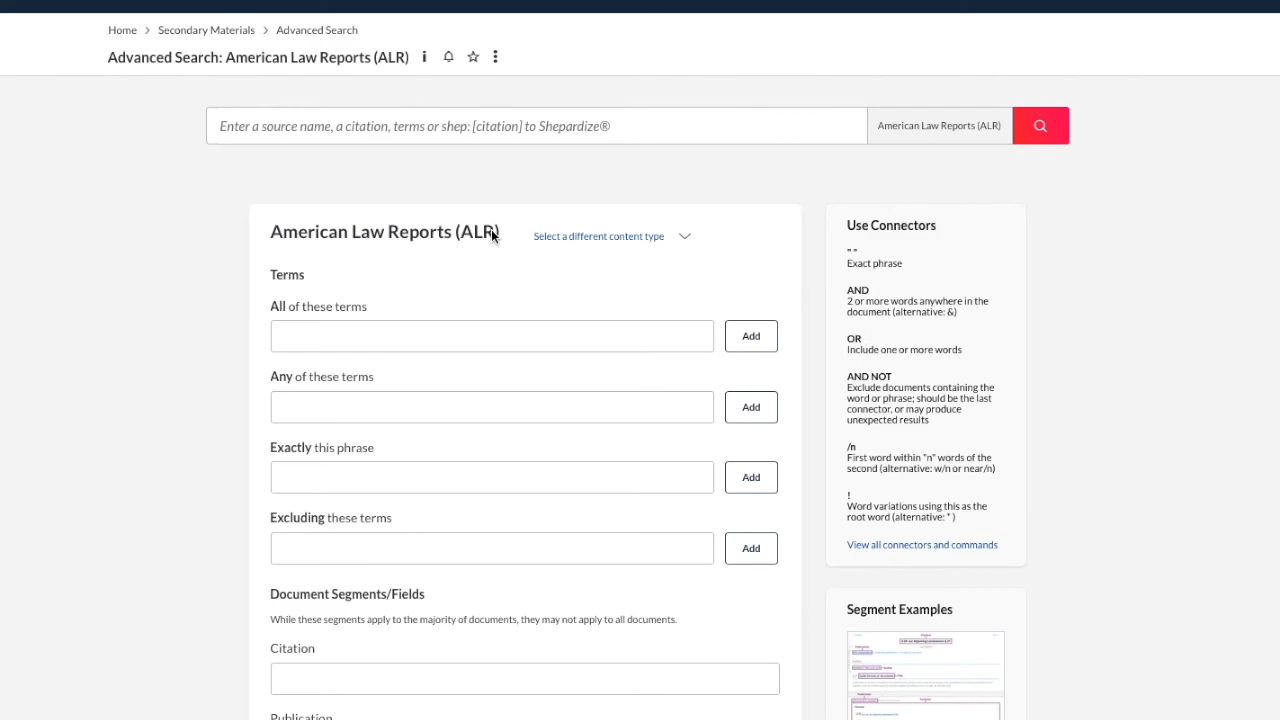 Home > Secondary Materials > Advanced Search
Advanced Search: American Law Reports (ALR)
Enter a source name, a citation, terms or shep: [citation] to Shepardize®
American Law Reports (ALR)
American Law Reports (ALR)
Select a different content type
Terms
All of these terms
Add
Any of these terms
Add
Exactly this phrase
Add
Excluding these terms
Add
Document Segments/Fields
While these segments apply to the majority of documents, they may not apply to all documents.
Citation
Publication
Use Connectors
" "
Exact phrase
AND
2 or more words anywhere in the
document (alternative: &)
OR
Include one or more words
AND NOT
Exclude documents containing the
word or phrase; should be the last
connector, or may produce
unexpected results
/n
First word within "n" words of the
second (alternative: w/n or near/n)
!
Word variations using this as the
root word (alternative: * )
View all connectors and commands
Segment Examples